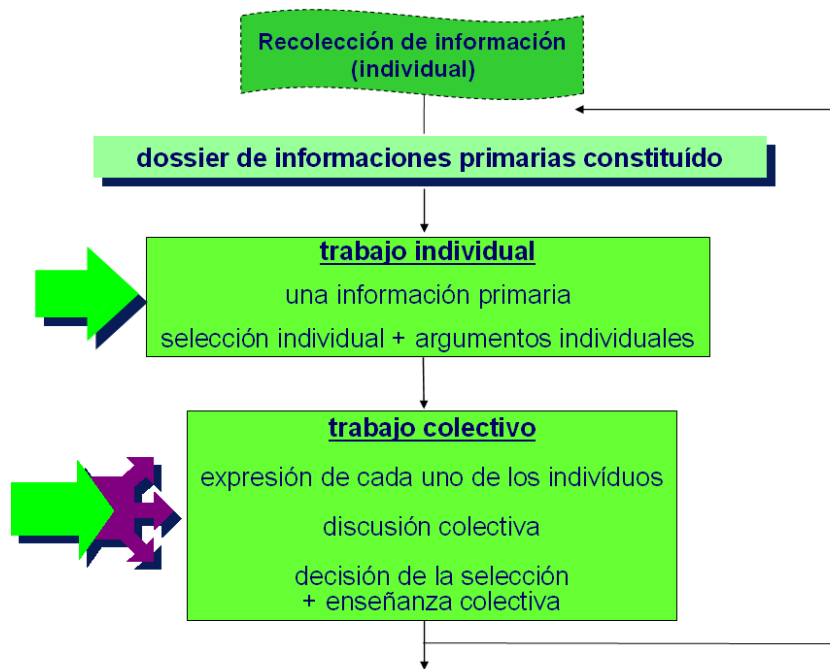 Recolección de información
(individual)
dossier de informaciones primarias constituído
trabajo individual
una información primaria
selección individual + argumentos individuales
trabajo colectivo
expresión de cada uno de los indivíduos
discusión colectiva
decisión de la selección
+ enseñanza colectiva